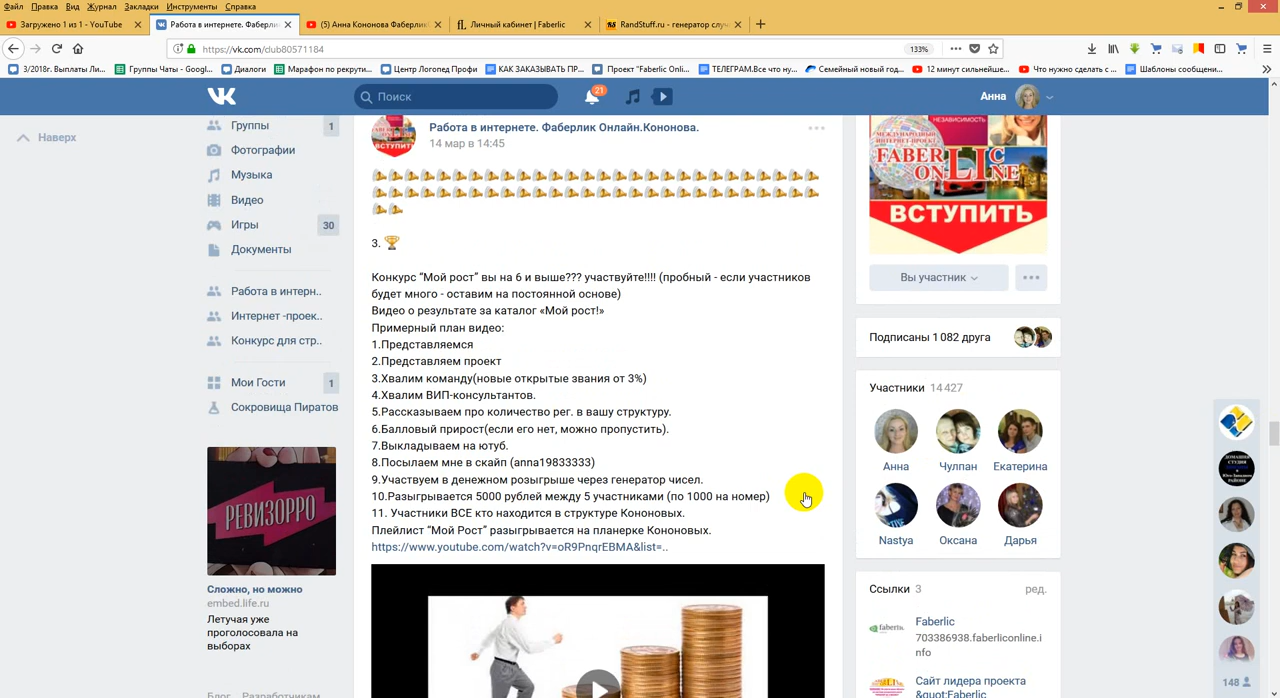 Файл Правка Вид Журнал Закладки Инструменты Справка
Загружено 1 из 1 - YouTube
Работа в интернете. Фаберли
(5) Анна Кононова Фаберлик
Личный кабинет | Faberlic
RandStuff.ru - генератор случ
https://vk.com/club80571184
133%
3/2018г. Выплаты Ли...
Группы Чаты - Googl...
Диалоги
Марафон по рекрути...
Центр Логопед Профи
КАК ЗАКАЗЫВАТЬ ПР...
Проект "Faberlic Onli...
ТЕЛЕГРАМ.Все что ну...
Семейный новый год...
12 минут сильнейше...
Что нужно сделать с ...
Шаблоны сообщени...
Поиск
21
Анна
Наверх
Группы 1
Фотографии
Музыка
Видео
Игры 30
Документы
Работа в интерн..
Интернет -проек..
Конкурс для стр..
Мои Гости 1
Сокровища Пиратов
РЕВИЗОРРО
Сложно, но можно
embed.life.ru
Летучая уже
проголосовала на
выборах
Блог Разработчикам
Работа в интернете. Фаберлик Онлайн.Кононова.
14 мар в 14:45
3.
Конкурс “Мой рост” вы на 6 и выше??? участвуйте!!!! (пробный - если участников
будет много - оставим на постоянной основе)
Видео о результате за каталог «Мой рост!»
Примерный план видео:
1.Представляемся
2.Представляем проект
3.Хвалим команду(новые открытые звания от 3%)
4.Хвалим ВИП-консультантов.
5.Рассказываем про количество рег. в вашу структуру.
6.Балловый прирост(если его нет, можно пропустить).
7.Выкладываем на ютуб.
8.Посылаем мне в скайп (anna19833333)
9.Участвуем в денежном розыгрыше через генератор чисел.
10.Разыгрывается 5000 рублей между 5 участниками (по 1000 на номер)
11. Участники ВСЕ кто находится в структуре Кононовых.
Плейлист “Мой Рост” разыгрывается на планерке Кононовых.
https://www.youtube.com/watch?v=oR9PnqrEBMA&list=..
НЕЗАВИСИМОСТЬ
МЕЖДУНАРОДНЫЙ
ИНТЕРНЕТ-ПРОЕКТ
FABERLIC
ONLINE
ВСТУПИТЬ
Вы участник
Подписаны 1 082 друга
Участники 14 427
Анна Чулпан Екатерина
Nastya Оксана Дарья
Ссылки 3 ред.
Faberlic
703386938.faberliconline.i
nfo
Сайт лидера проекта
&quot;Faberlic
148